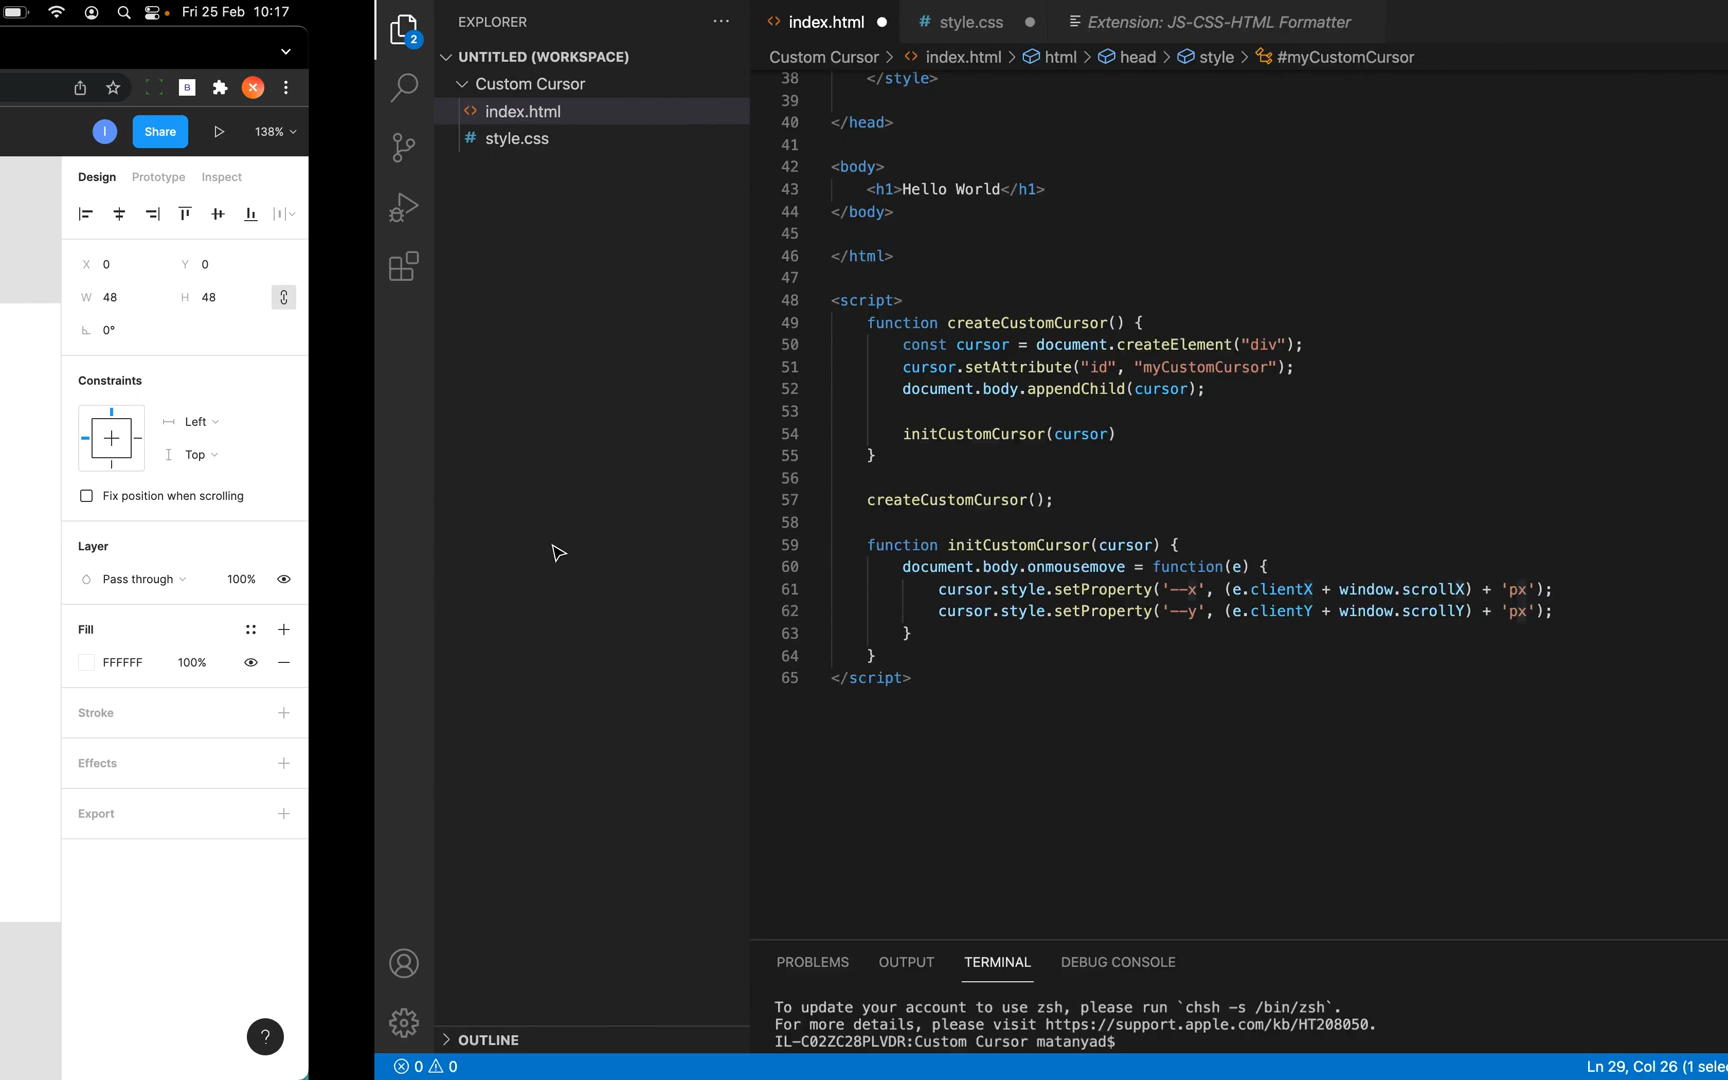 Fri 25 Feb 10:17
B
I
Share
138%
Design Prototype Inspect
X 0 Y 0
W 48 H 48
0°
Constraints
Left
Top
Fix position when scrolling
Layer
Pass through 100%
Fill
FFFFFF 100%
Stroke
Effects
Export
?
2
EXPLORER
UNTITLED (WORKSPACE)
Custom Cursor
<> index.html
# style.css
OUTLINE
<> index.html # style.css Extension: JS-CSS-HTML Formatter
Custom Cursor > <> index.html > html > head > style > #myCustomCursor
38 </style>
39
40 </head>
41
42 <body>
43 <h1>Hello World</h1>
44 </body>
45
46 </html>
47
48 <script>
49 function createCustomCursor() {
50 const cursor = document.createElement("div");
51 cursor.setAttribute("id", "myCustomCursor");
52 document.body.appendChild(cursor);
53
54 initCustomCursor(cursor)
55 }
56
57 createCustomCursor();
58
59 function initCustomCursor(cursor) {
60 document.body.onmousemove = function(e) {
61 cursor.style.setProperty('--x', (e.clientX + window.scrollX) + 'px');
62 cursor.style.setProperty('--y', (e.clientY + window.scrollY) + 'px');
63 }
64 }
65 </script>
PROBLEMS OUTPUT TERMINAL DEBUG CONSOLE
To update your account to use zsh, please run `chsh -s /bin/zsh`.
For more details, please visit https://support.apple.com/kb/HT208050.
IL-C02ZC28PLVDR:Custom Cursor matanyad$
0 0
Ln 29, Col 26 (1 selec